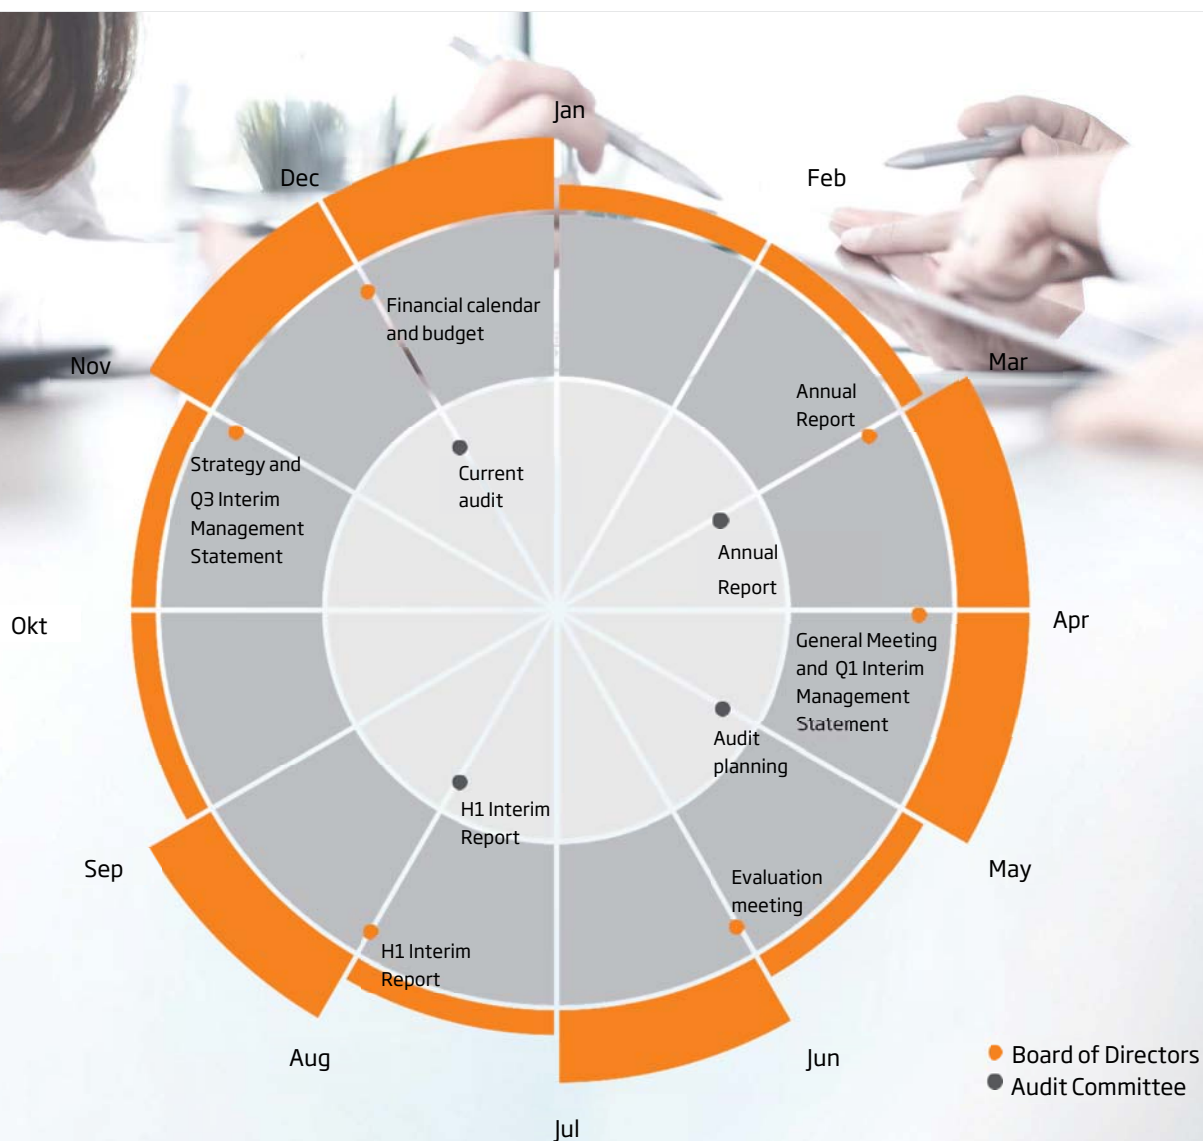 Jan
Dec
Feb
Financial calendar
and budget
Nov
Mar
Annual
Report
Strategy and
Q3 Interim
Management
Statement
Current
audit
Annual
Report
Okt
Apr
General Meeting
and Q1 Interim
Management
Statement
Audit
planning
H1 Interim
Report
Sep
May
Evaluation
meeting
H1 Interim
Report
Aug
Jun
Board of Directors
Audit Committee
Jul